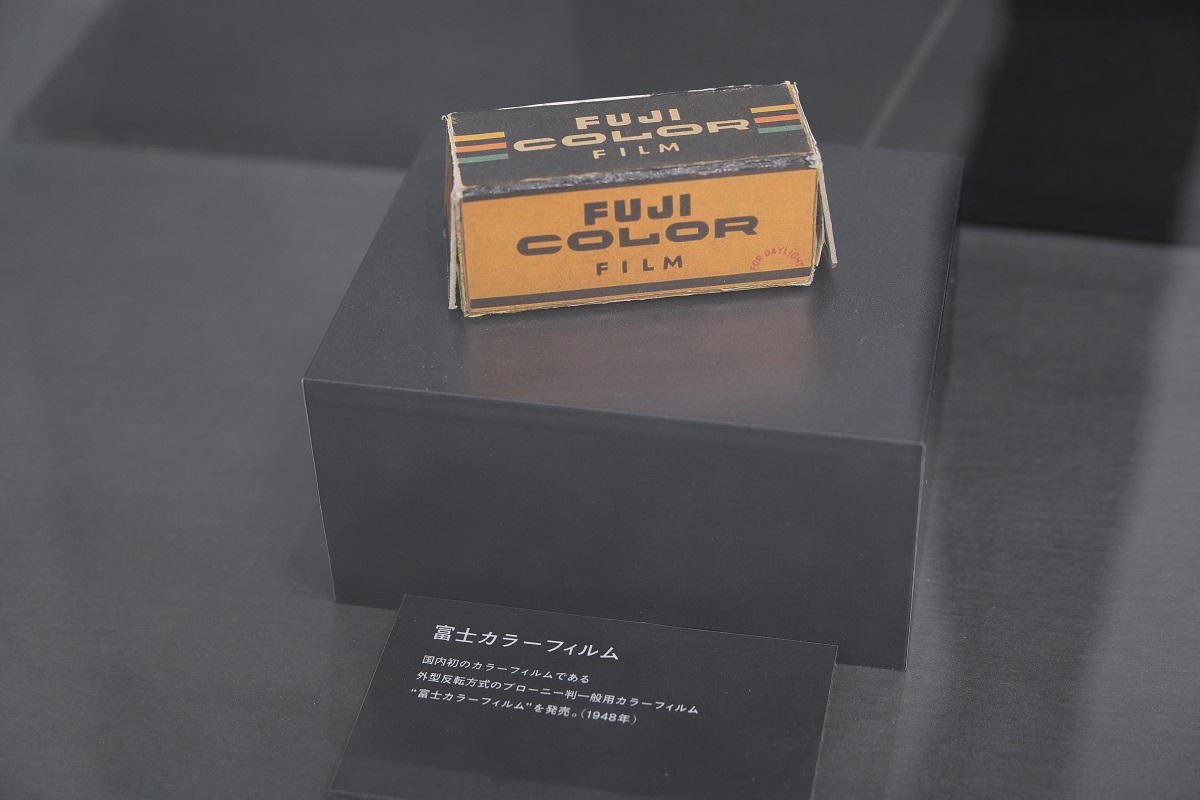 FUJI
COLOR
FILM
FUJI
COLOR
FILM
FOR DAYLIGHT
富士カラーフィルム
国内初のカラーフィルムである
外型反転方式のブローニー判一般用カラーフィルム
“富士カラーフィルム”を発売。(1948年)